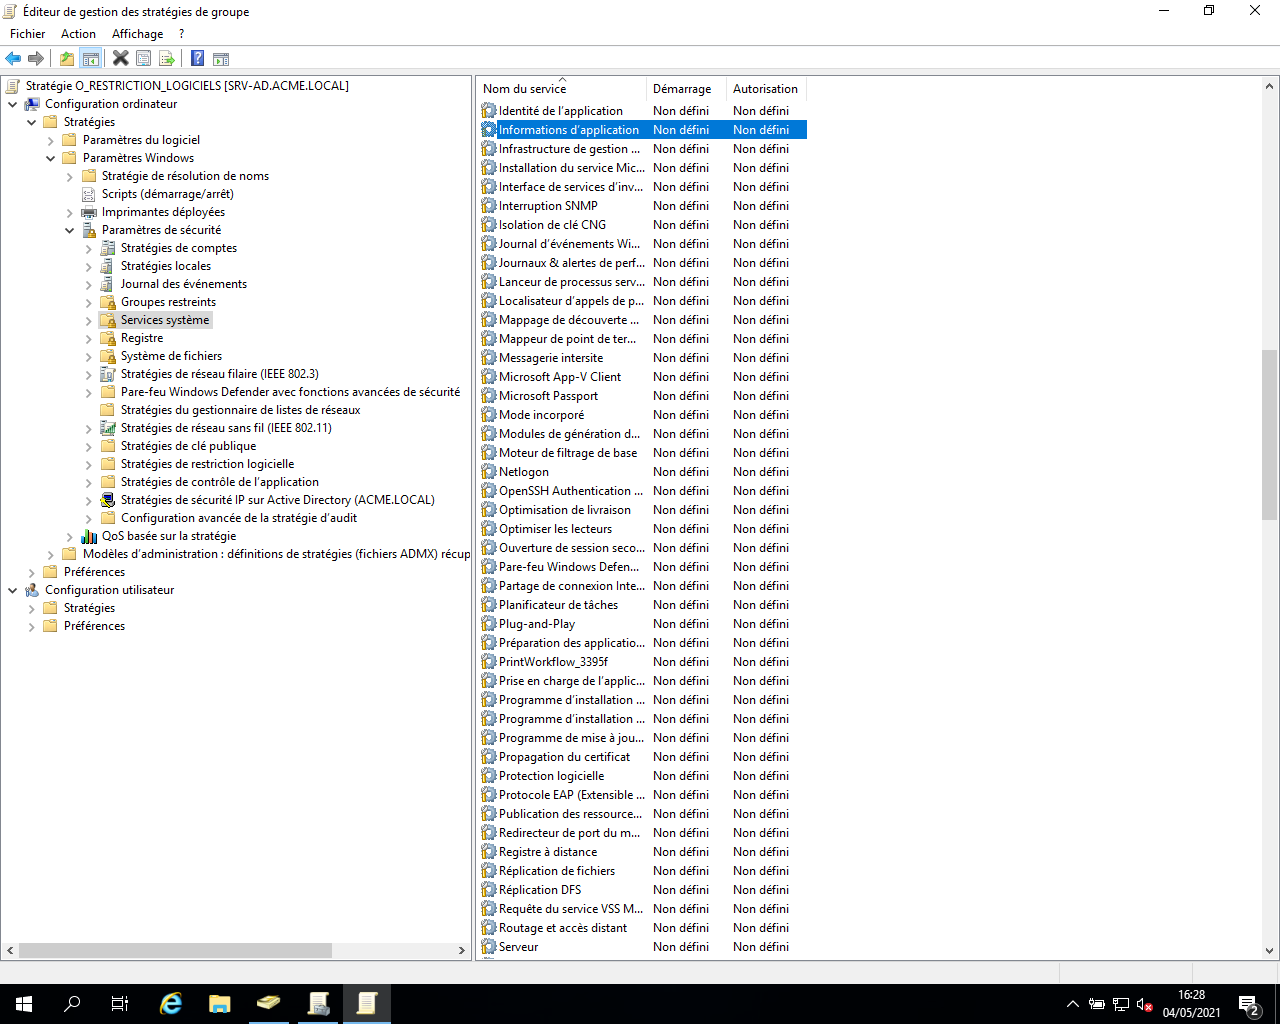 Éditeur de gestion des stratégies de groupe
Fichier Action Affichage ?
Stratégie O_RESTRICTION_LOGICIELS [SRV-AD.ACME.LOCAL]
Configuration ordinateur
Stratégies
Paramètres du logiciel
Paramètres Windows
Stratégie de résolution de noms
Scripts (démarrage/arrêt)
Imprimantes déployées
Paramètres de sécurité
Stratégies de comptes
Stratégies locales
Journal des événements
Groupes restreints
Services système
Registre
Système de fichiers
Stratégies de réseau filaire (IEEE 802.3)
Pare-feu Windows Defender avec fonctions avancées de sécurité
Stratégies du gestionnaire de listes de réseaux
Stratégies de réseau sans fil (IEEE 802.11)
Stratégies de clé publique
Stratégies de restriction logicielle
Stratégies de contrôle de l'application
Stratégies de sécurité IP sur Active Directory (ACME.LOCAL)
Configuration avancée de la stratégie d'audit
QoS basée sur la stratégie
Modèles d'administration : définitions de stratégies (fichiers ADMX) récup
Préférences
Configuration utilisateur
Stratégies
Préférences
Nom du service Démarrage Autorisation
Identité de l'application Non défini Non défini
Informations d'application Non défini Non défini
Infrastructure de gestion ... Non défini Non défini
Installation du service Mic... Non défini Non défini
Interface de services d'inv... Non défini Non défini
Interruption SNMP Non défini Non défini
Isolation de clé CNG Non défini Non défini
Journal d'événements Wi... Non défini Non défini
Journaux & alertes de perf... Non défini Non défini
Lanceur de processus serv... Non défini Non défini
Localisateur d'appels de p... Non défini Non défini
Mappage de découverte ... Non défini Non défini
Mappeur de point de ter... Non défini Non défini
Messagerie intersite Non défini Non défini
Microsoft App-V Client Non défini Non défini
Microsoft Passport Non défini Non défini
Mode incorporé Non défini Non défini
Modules de génération d... Non défini Non défini
Moteur de filtrage de base Non défini Non défini
Netlogon Non défini Non défini
OpenSSH Authentication ... Non défini Non défini
Optimisation de livraison Non défini Non défini
Optimiser les lecteurs Non défini Non défini
Ouverture de session seco... Non défini Non défini
Pare-feu Windows Defen... Non défini Non défini
Partage de connexion Inte... Non défini Non défini
Planificateur de tâches Non défini Non défini
Plug-and-Play Non défini Non défini
Préparation des applicatio... Non défini Non défini
PrintWorkflow_3395f Non défini Non défini
Prise en charge de l'applic... Non défini Non défini
Programme d'installation ... Non défini Non défini
Programme d'installation ... Non défini Non défini
Programme de mise à jou... Non défini Non défini
Propagation du certificat Non défini Non défini
Protection logicielle Non défini Non défini
Protocole EAP (Extensible ... Non défini Non défini
Publication des ressource... Non défini Non défini
Redirecteur de port du m... Non défini Non défini
Registre à distance Non défini Non défini
Réplication de fichiers Non défini Non défini
Réplication DFS Non défini Non défini
Requête du service VSS M... Non défini Non défini
Routage et accès distant Non défini Non défini
Serveur Non défini Non défini
16:28
04/05/2021
2